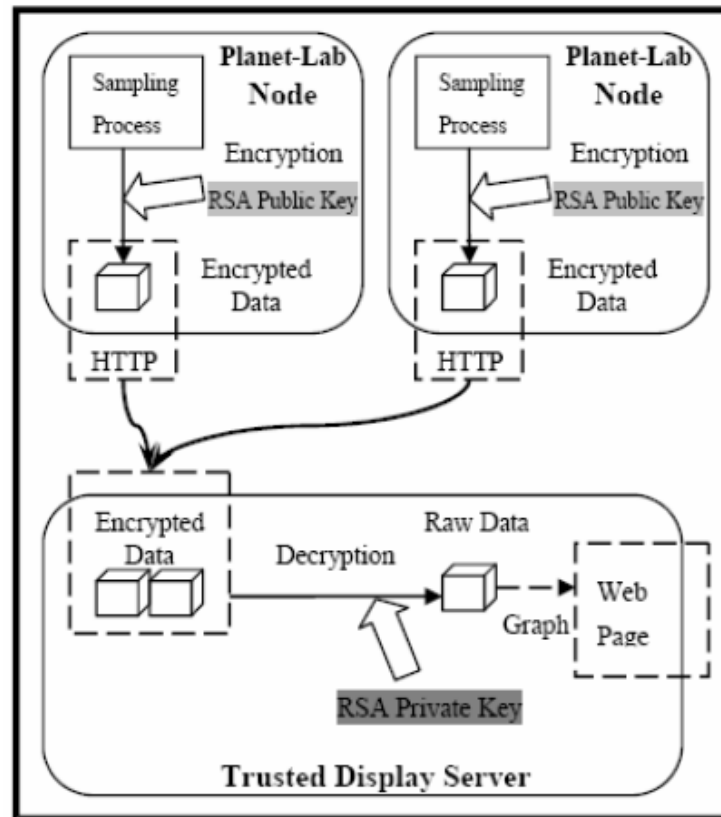 Planet-Lab
Node
Sampling
Process
Encryption
RSA Public Key
Encrypted
Data
HTTP
Planet-Lab
Node
Sampling
Process
Encryption
RSA Public Key
Encrypted
Data
HTTP
Encrypted
Data
Decryption
Raw Data
Graph
Web
Page
RSA Private Key
Trusted Display Server